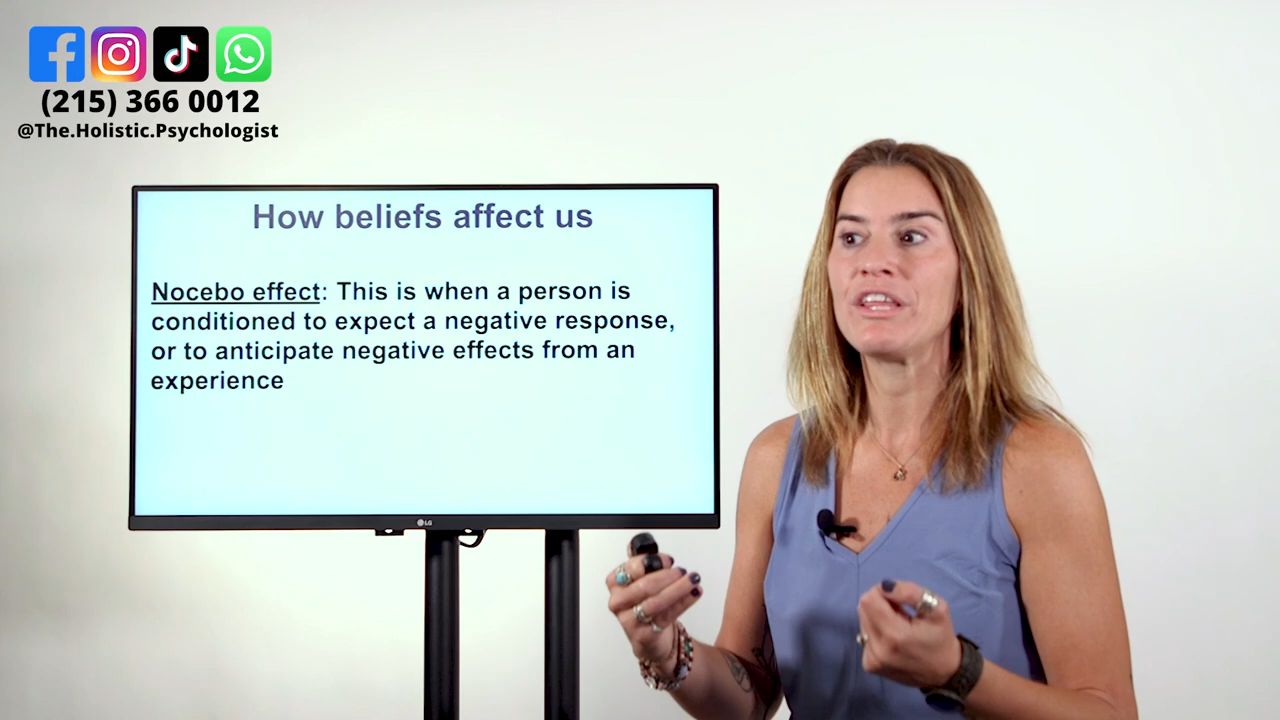 (215) 366 0012
@The.Holistic.Psychologist
How beliefs affect us
Nocebo effect: This is when a person is
conditioned to expect a negative response,
or to anticipate negative effects from an
experience
LG